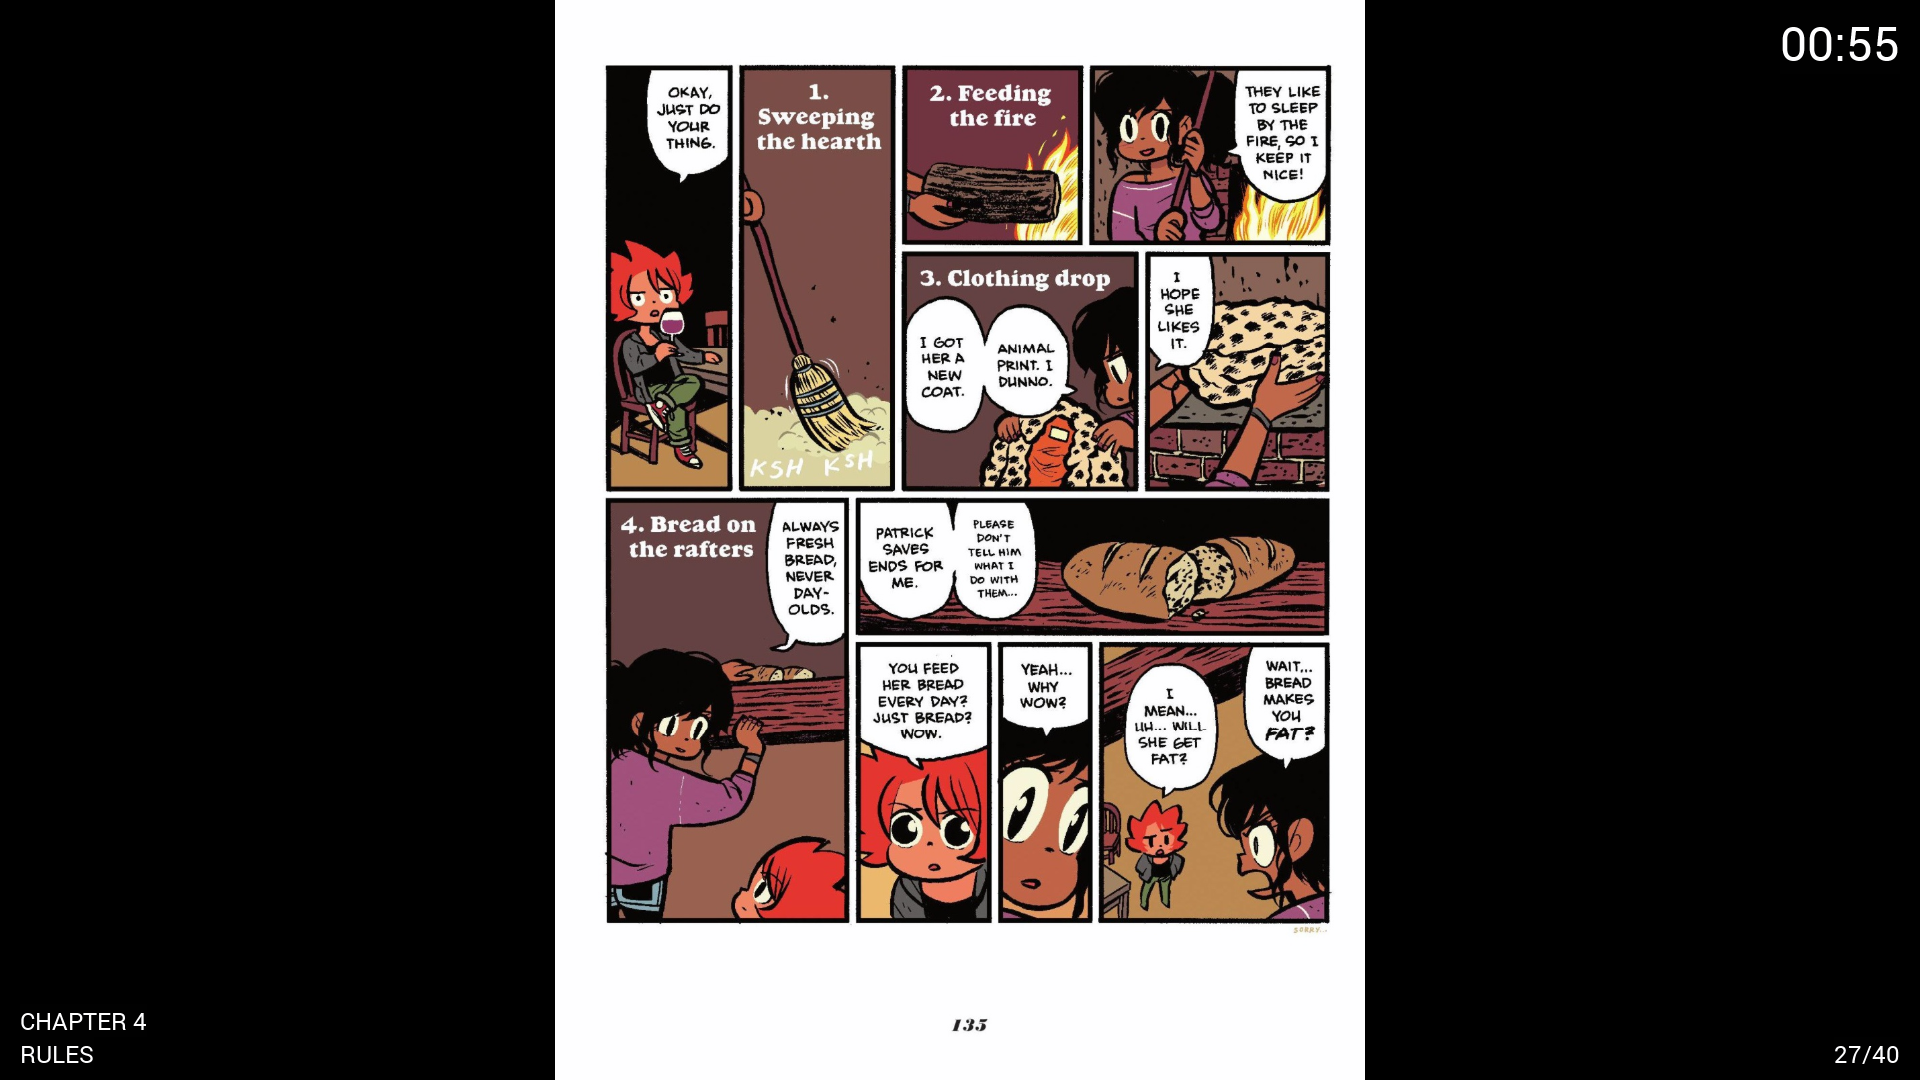 00:55
OKAY,
JUST DO
YOUR
THING.
1.
Sweeping
the hearth
KSH KSH
2. Feeding
the fire
THEY LIKE
TO SLEEP
BY THE
FIRE, SO I
KEEP IT
NICE!
3. Clothing drop
I GOT
HER A
NEW
COAT.
ANIMAL
PRINT. I
DUNNO.
I
HOPE
SHE
LIKES
IT.
4. Bread on
the rafters
ALWAYS
FRESH
BREAD,
NEVER
DAY-
OLDS.
PATRICK
SAVES
ENDS FOR
ME.
PLEASE
DON'T
TELL HIM
WHAT I
DO WITH
THEM...
YOU FEED
HER BREAD
EVERY DAY?
JUST BREAD?
WOW.
YEAH...
WHY
WOW?
I
MEAN...
UH... WILL
SHE GET
FAT?
WAIT...
BREAD
MAKES
YOU
FAT?
SORRY...
135
CHAPTER 4
RULES
27/40